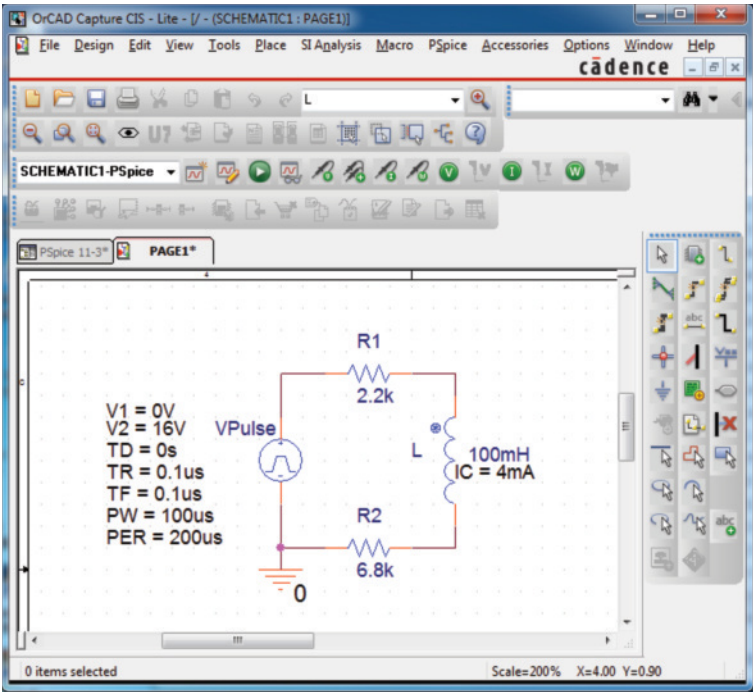 OrCAD Capture CIS - Lite - [/ - (SCHEMATIC1 : PAGE1)]
File Design Edit View Tools Place SI Analysis Macro PSpice Accessories Options Window Help
cādence
L
U?
SCHEMATIC1-PSpice
V V I I W
PSpice 11-3* PAGE1*
4
abc
C
R1
2.2k
V1 = 0V
V2 = 16V
TD = 0s
TR = 0.1us
TF = 0.1us
PW = 100us
PER = 200us
VPulse
L
100mH
IC = 4mA
R2
6.8k
0
abc
0 items selected
Scale=200% X=4.00 Y=0.90